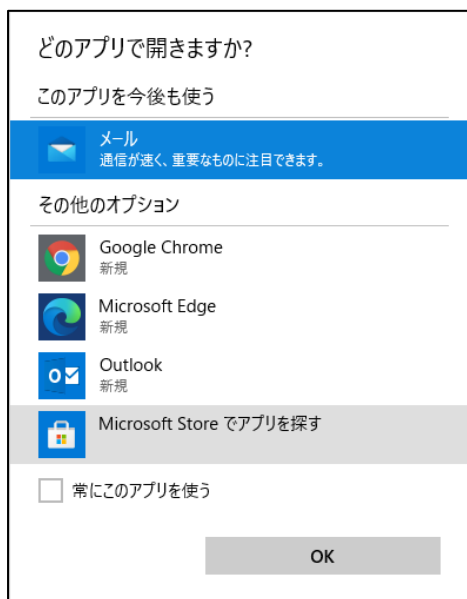 どのアプリで開きますか?
このアプリを今後も使う
メール
通信が速く、重要なものに注目できます。
その他のオプション
Google Chrome
新規
Microsoft Edge
新規
Outlook
新規
Microsoft Store でアプリを探す
常にこのアプリを使う
OK